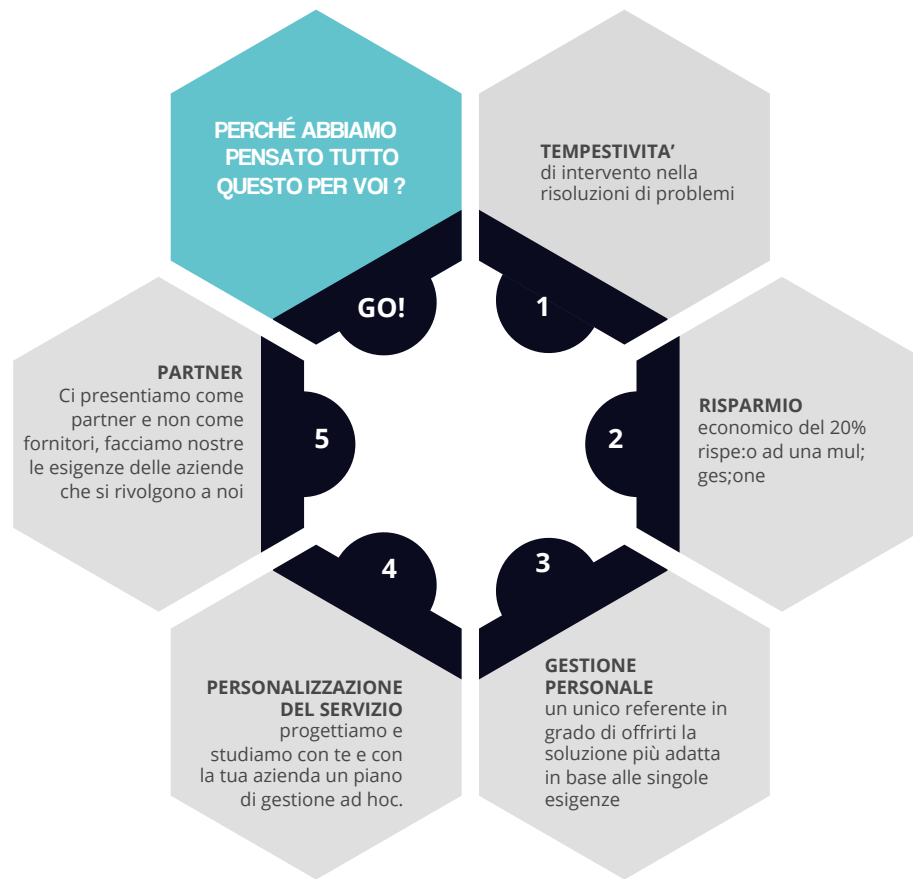 PERCHÉ ABBIAMO
PENSATO TUTTO
QUESTO PER VOI ?
GO!
1
TEMPESTIVITA’
di intervento nella
risoluzioni di problemi
2
RISPARMIO
economico del 20%
rispe:o ad una mul;
ges;one
3
GESTIONE
PERSONALE
un unico referente in
grado di offrirti la
soluzione più adatta
in base alle singole
esigenze
4
PERSONALIZZAZIONE
DEL SERVIZIO
progettiamo e
studiamo con te e con
la tua azienda un piano
di gestione ad hoc.
5
PARTNER
Ci presentiamo come
partner e non come
fornitori, facciamo nostre
le esigenze delle aziende
che si rivolgono a noi